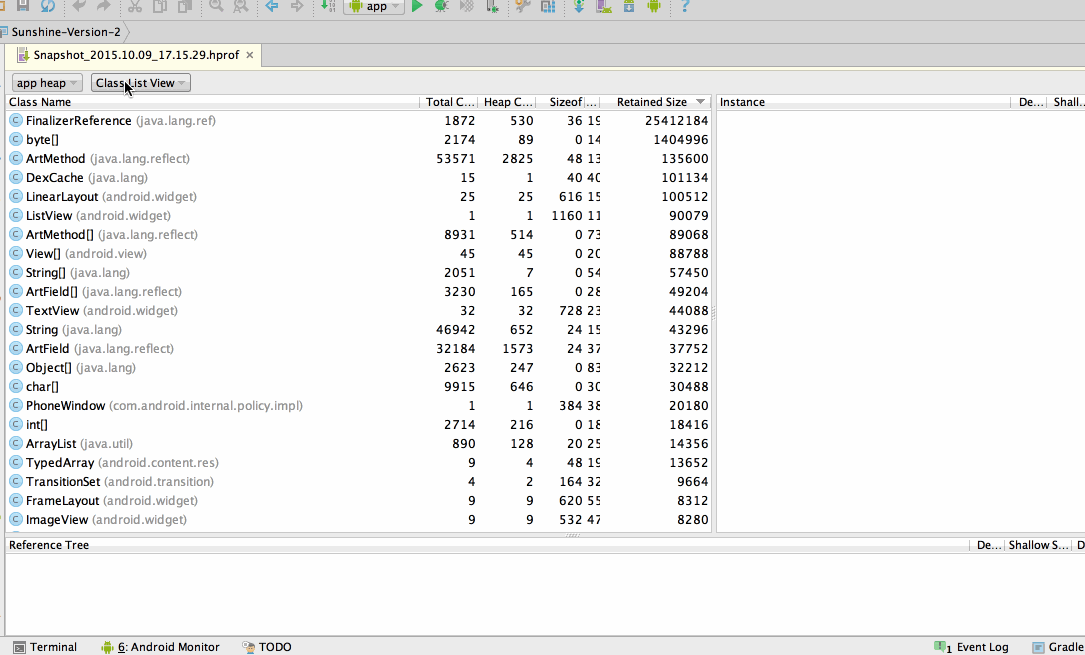 app
Sunshine-Version-2
Snapshot_2015.10.09_17.15.29.hprof
app heap Class List View
Class Name Total C... Heap C... Sizeof ... Retained Size Instance De... Shall...
FinalizerReference (java.lang.ref) 1872 530 36 19 25412184
byte[] 2174 89 0 14 1404996
ArtMethod (java.lang.reflect) 53571 2825 48 13 135600
DexCache (java.lang) 15 1 40 40 101134
LinearLayout (android.widget) 25 25 616 15 100512
ListView (android.widget) 1 1 1160 11 90079
ArtMethod[] (java.lang.reflect) 8931 514 0 73 89068
View[] (android.view) 45 45 0 20 88788
String[] (java.lang) 2051 7 0 54 57450
ArtField[] (java.lang.reflect) 3230 165 0 28 49204
TextView (android.widget) 32 32 728 23 44088
String (java.lang) 46942 652 24 15 43296
ArtField (java.lang.reflect) 32184 1573 24 37 37752
Object[] (java.lang) 2623 247 0 83 32212
char[] 9915 646 0 30 30488
PhoneWindow (com.android.internal.policy.impl) 1 1 384 38 20180
int[] 2714 216 0 18 18416
ArrayList (java.util) 890 128 20 25 14356
TypedArray (android.content.res) 9 4 48 19 13652
TransitionSet (android.transition) 4 2 164 32 9664
FrameLayout (android.widget) 9 9 620 55 8312
ImageView (android.widget) 9 9 532 47 8280
Reference Tree De... Shallow S... D
Terminal 6: Android Monitor TODO 1 Event Log Gradle